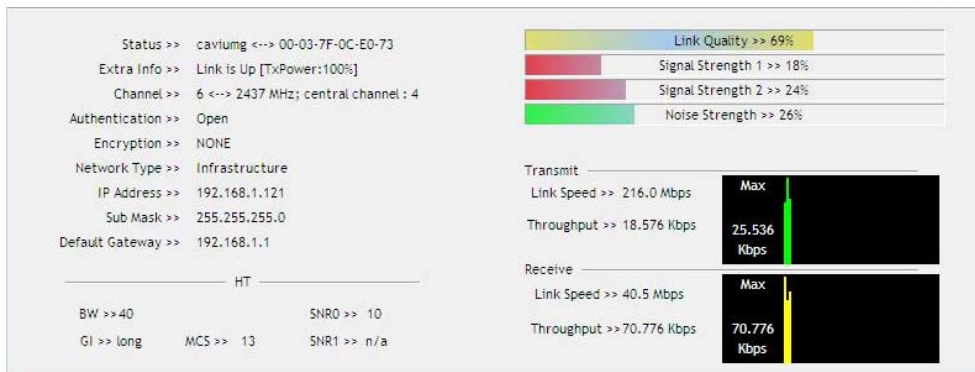 Status >> caviumg <--> 00-03-7F-0C-E0-73
Extra Info >> Link is Up [TxPower:100%]
Channel >> 6 <--> 2437 MHz; central channel : 4
Authentication >> Open
Encryption >> NONE
Network Type >> Infrastructure
IP Address >> 192.168.1.121
Sub Mask >> 255.255.255.0
Default Gateway >> 192.168.1.1
HT
BW >> 40 SNR0 >> 10
GI >> long MCS >> 13 SNR1 >> n/a
Link Quality >> 69%
Signal Strength 1 >> 18%
Signal Strength 2 >> 24%
Noise Strength >> 26%
Transmit
Link Speed >> 216.0 Mbps
Throughput >> 18.576 Kbps
Max
25.536
Kbps
Receive
Link Speed >> 40.5 Mbps
Throughput >> 70.776 Kbps
Max
70.776
Kbps